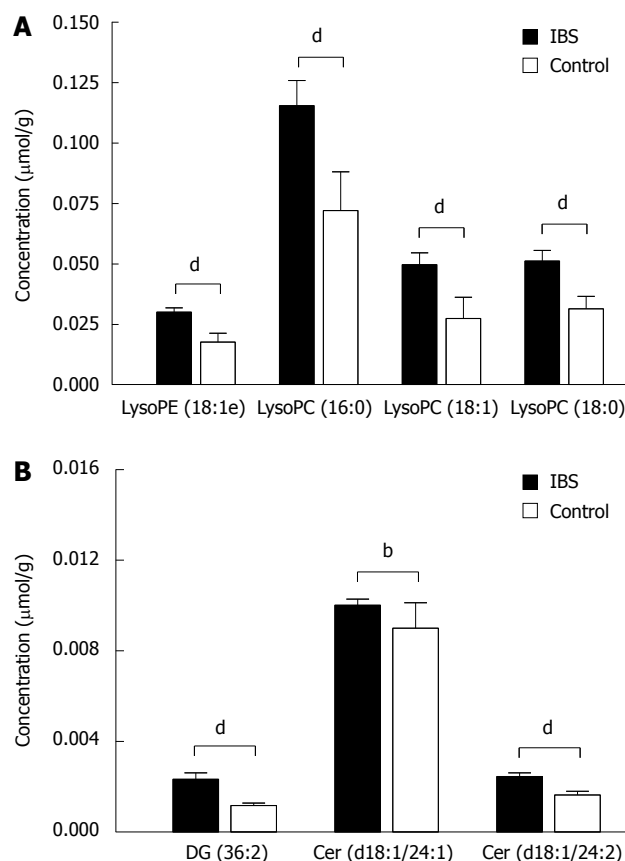 A
IBS
Control
Concentration (μmol/g)
0.150
0.125
0.100
0.075
0.050
0.025
0.000
d
d
d
d
LysoPE (18:1e) LysoPC (16:0) LysoPC (18:1) LysoPC (18:0)
B
IBS
Control
Concentration (μmol/g)
0.016
0.012
0.008
0.004
0.000
d
b
d
DG (36:2) Cer (d18:1/24:1) Cer (d18:1/24:2)